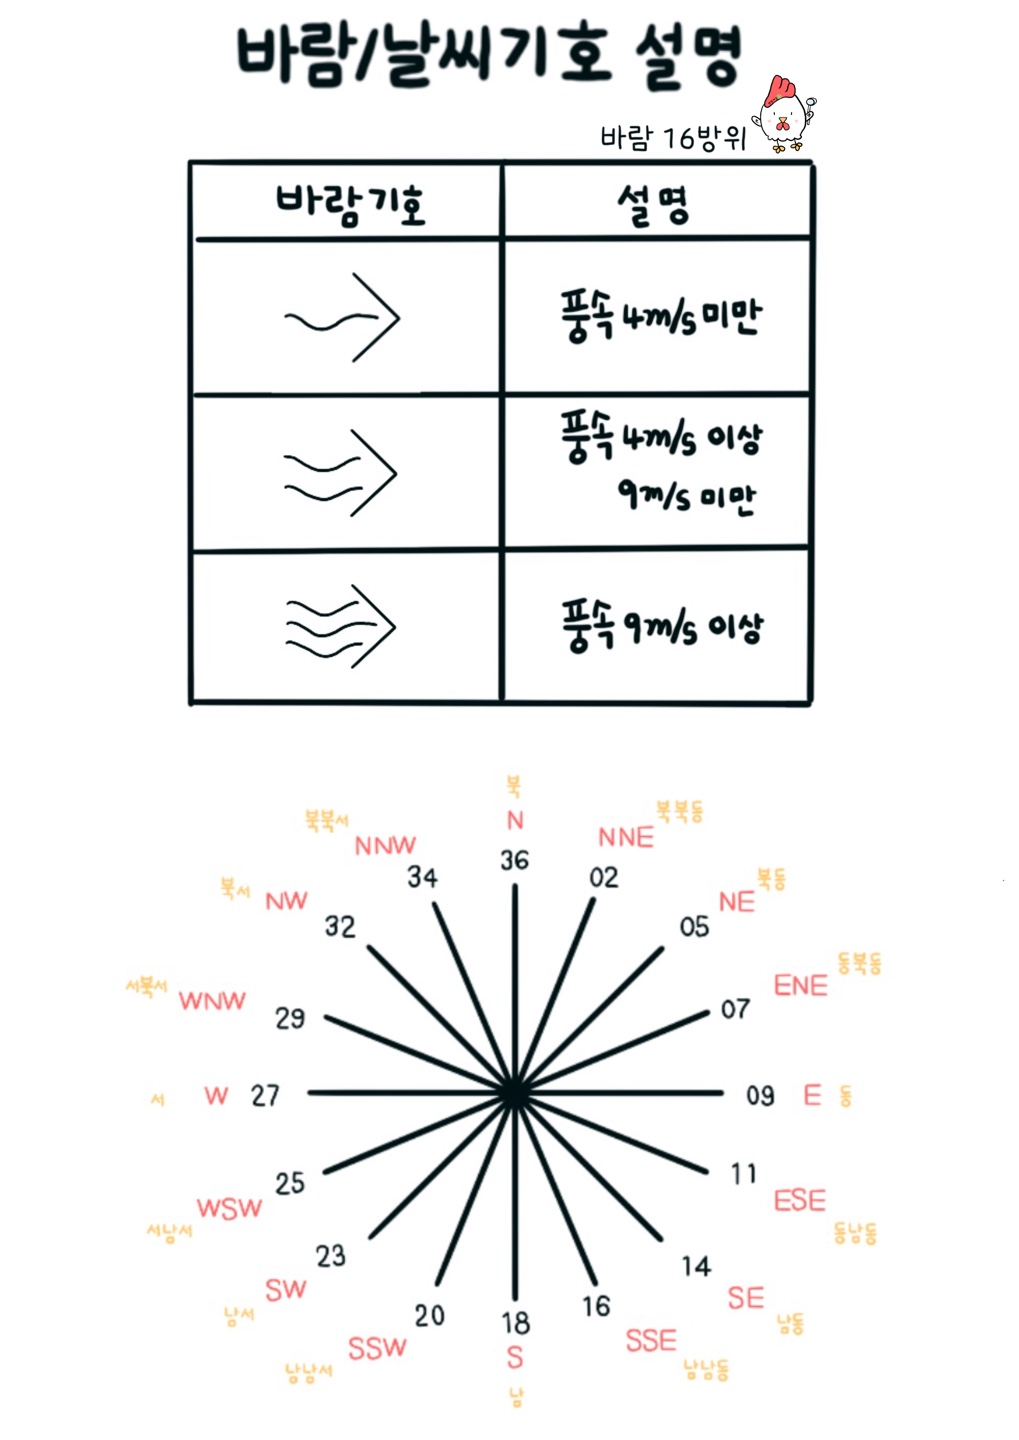 바람/날씨기호 설명
바람 16방위
바람기호 설명
풍속 4m/s 미만
풍속 4m/s 이상
9m/s 미만
풍속 9m/s 이상
북
N
36
북북서
NNW
34
북북동
NNE
02
북서
NW
32
북동
NE
05
서북서
WNW
29
동북동
ENE
07
서 W 27
09 E 동
25
WSW
서남서
11
ESE
동남동
23
SW
남서
14
SE
남동
20
SSW
남남서
18
S
남
16
SSE
남남동